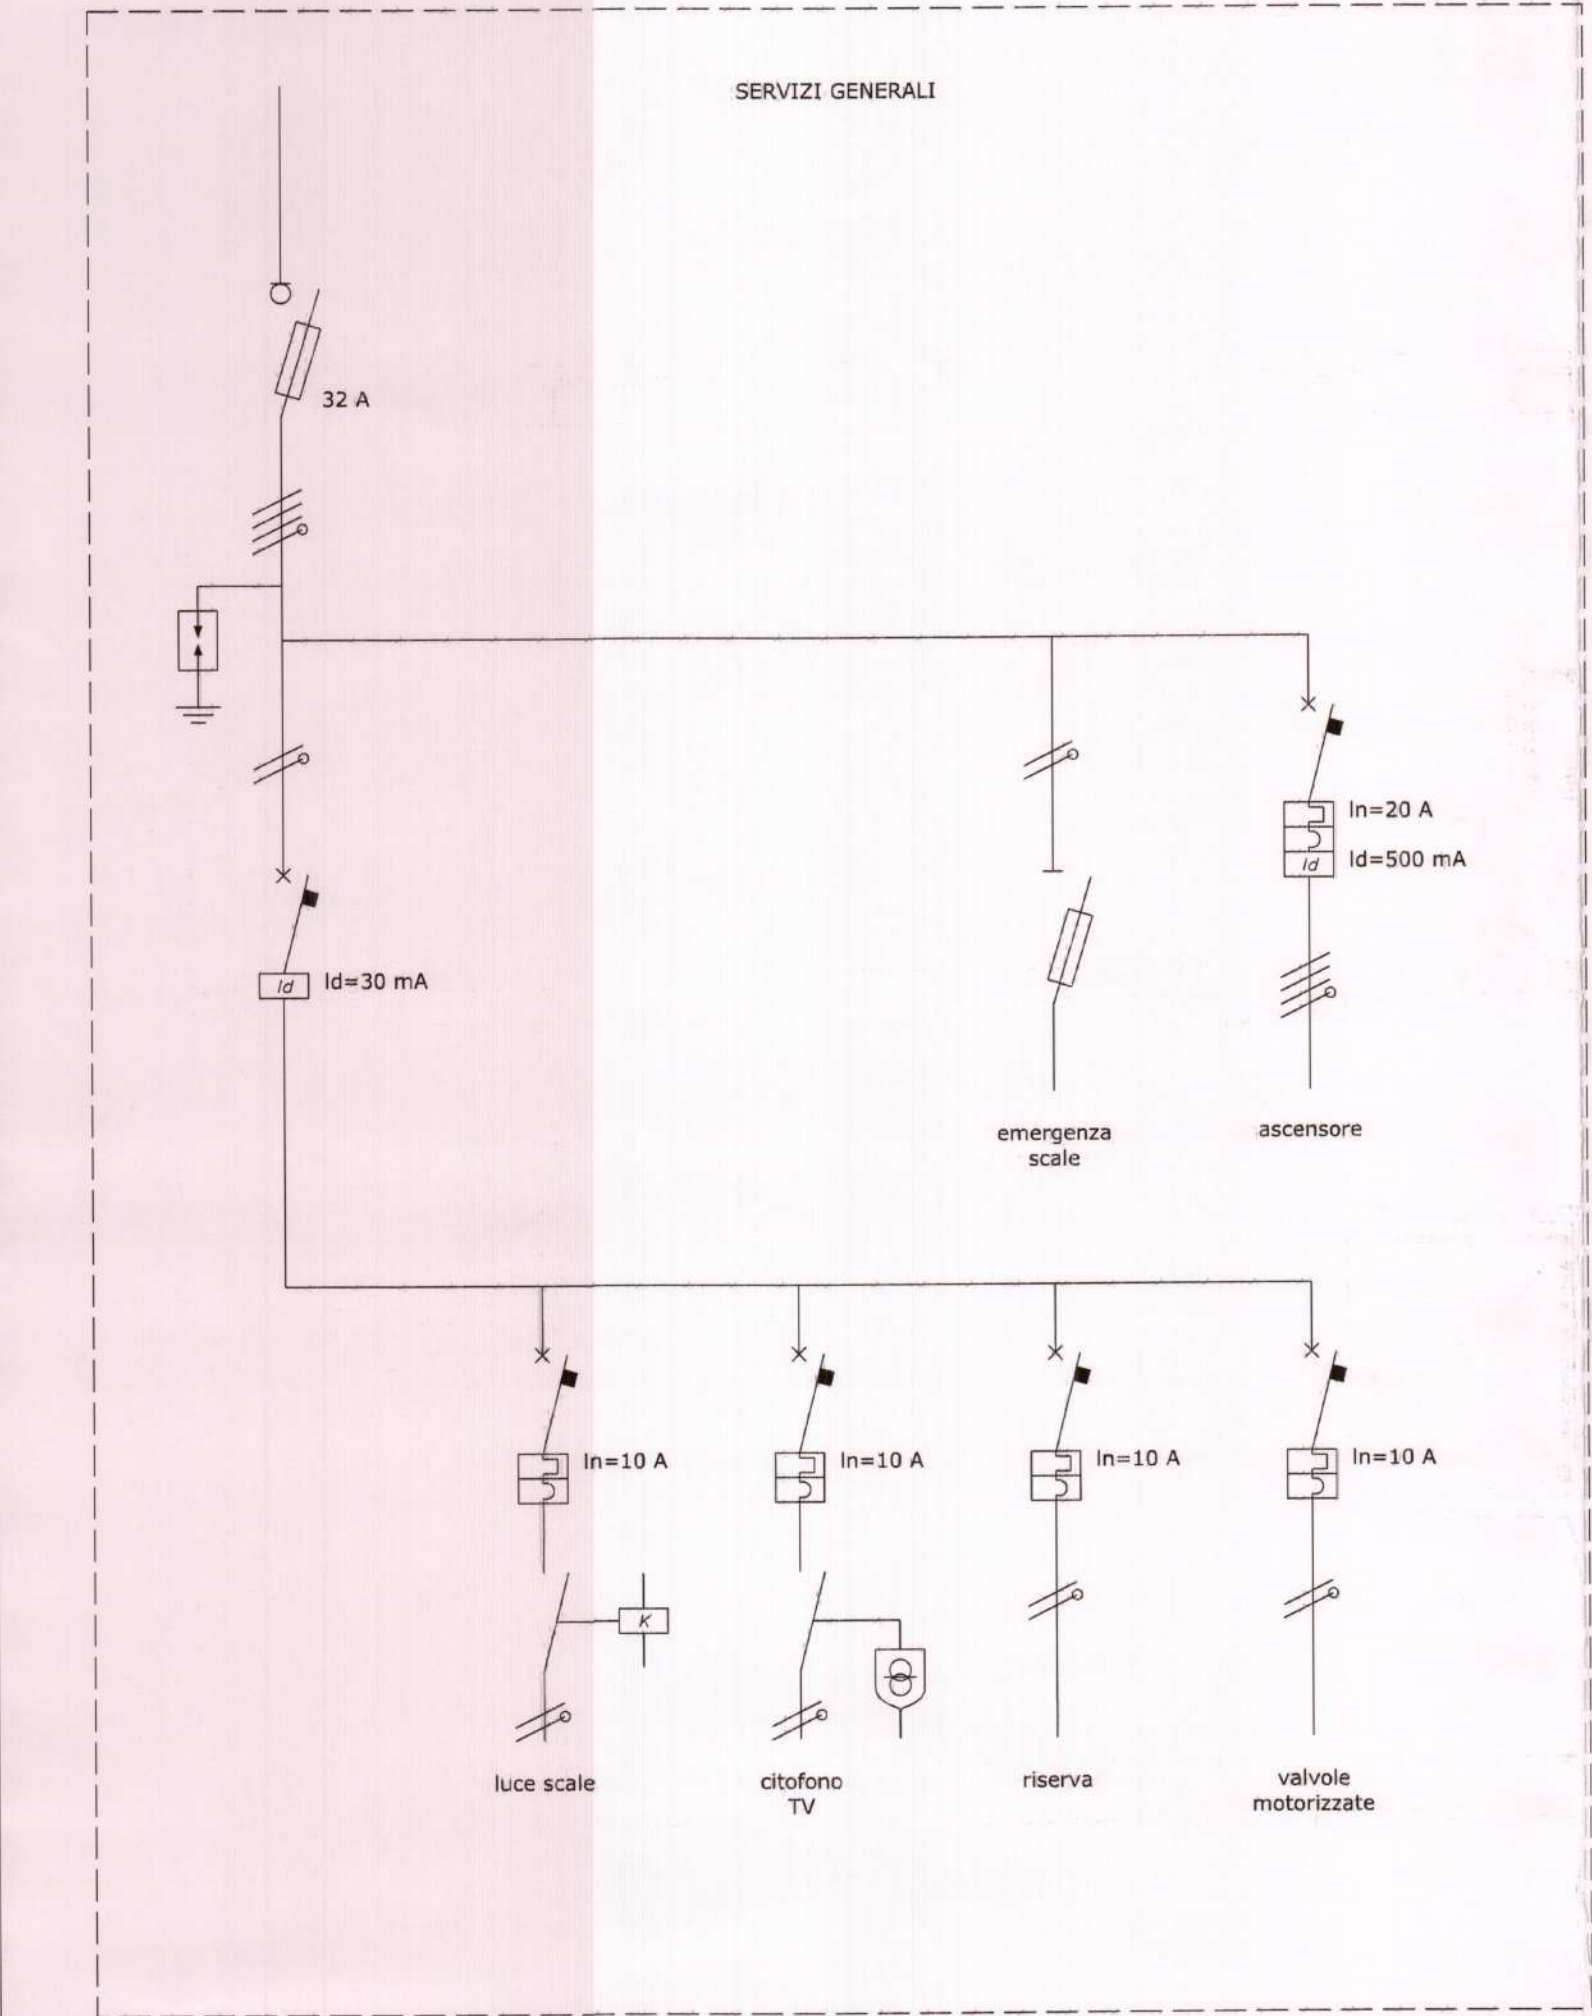 SERVIZI GENERALI
32 A
In=20 A
Id
Id=500 mA
Id
Id=30 mA
emergenza
scale
ascensore
In=10 A
In=10 A
In=10 A
In=10 A
K
luce scale
citofono
TV
riserva
valvole
motorizzate